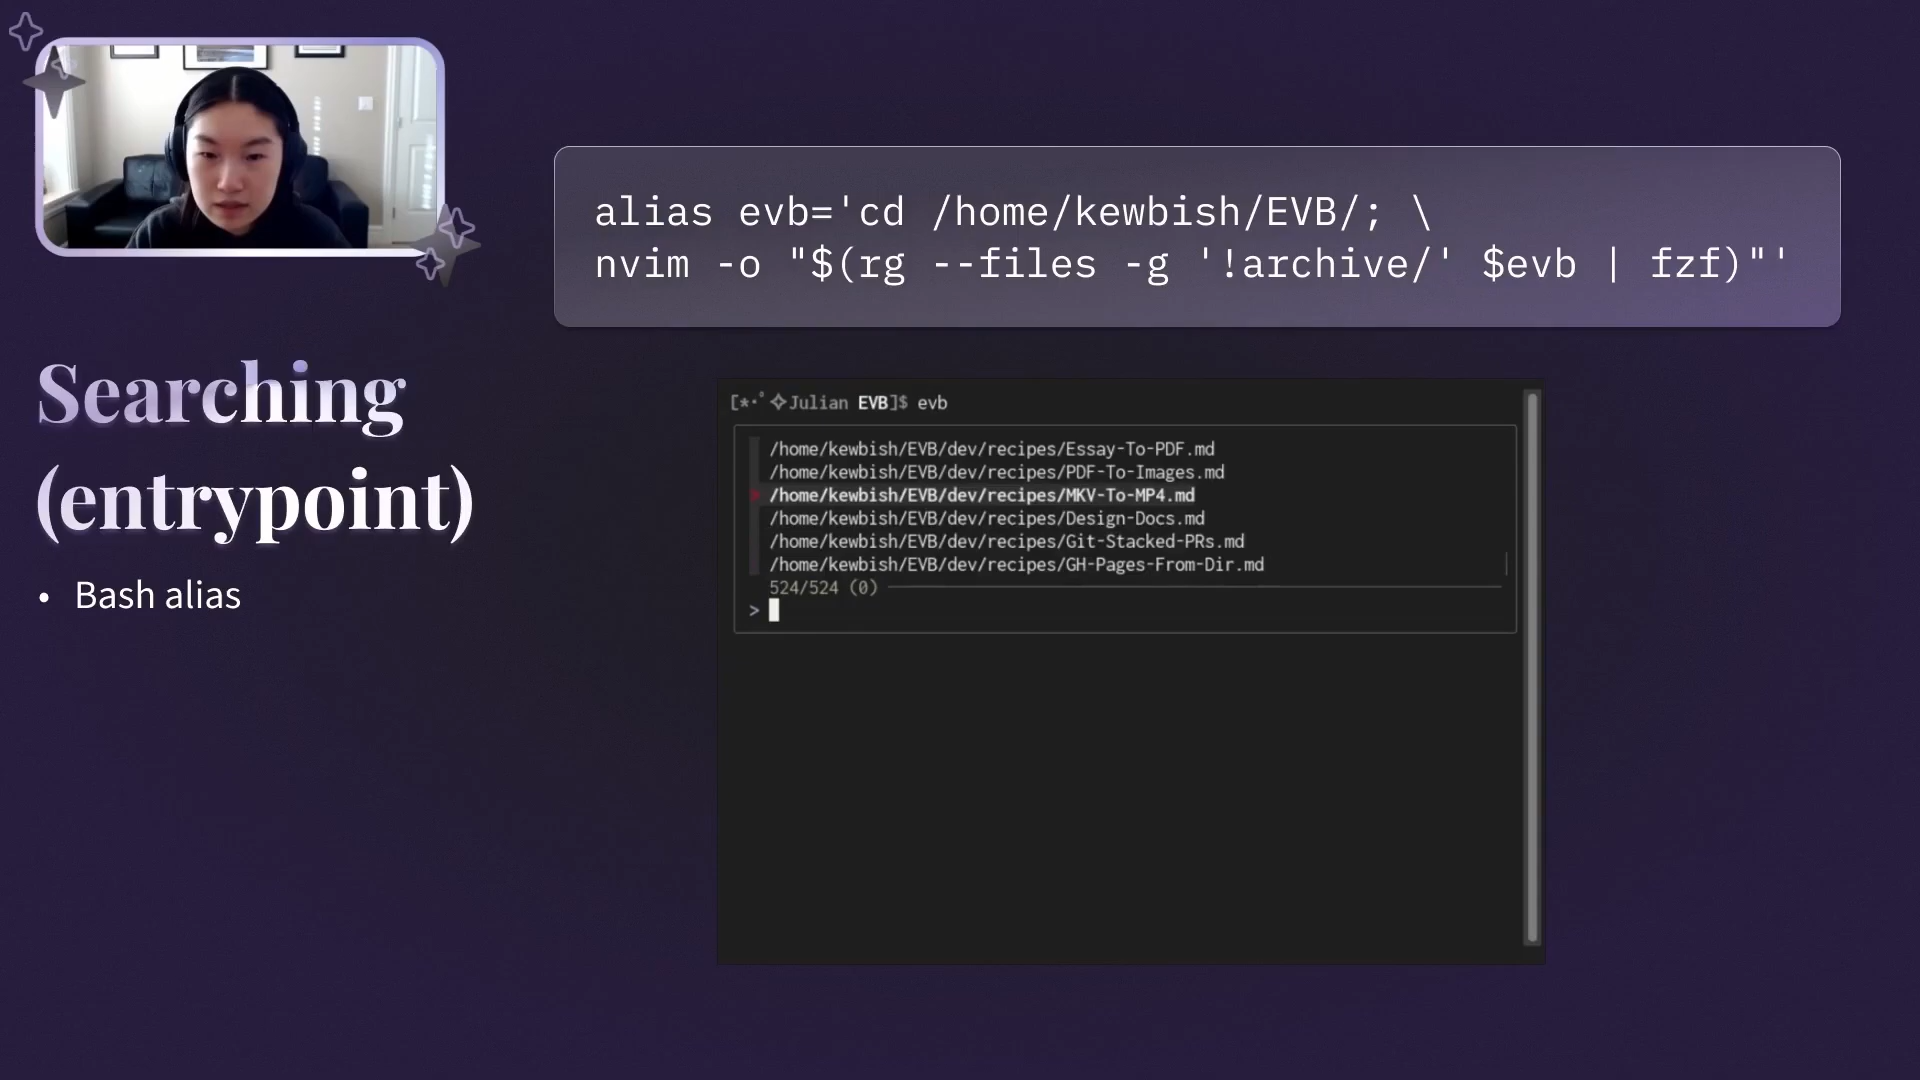 alias evb='cd /home/kewbish/EVB/; \
nvim -o "$(rg --files -g '!archive/' $evb | fzf)"'
Searching
(entrypoint)
• Bash alias
[*･ﾟ✧Julian EVB]$ evb
/home/kewbish/EVB/dev/recipes/Essay-To-PDF.md
/home/kewbish/EVB/dev/recipes/PDF-To-Images.md
/home/kewbish/EVB/dev/recipes/MKV-To-MP4.md
/home/kewbish/EVB/dev/recipes/Design-Docs.md
/home/kewbish/EVB/dev/recipes/Git-Stacked-PRs.md
/home/kewbish/EVB/dev/recipes/GH-Pages-From-Dir.md
524/524 (0)
>